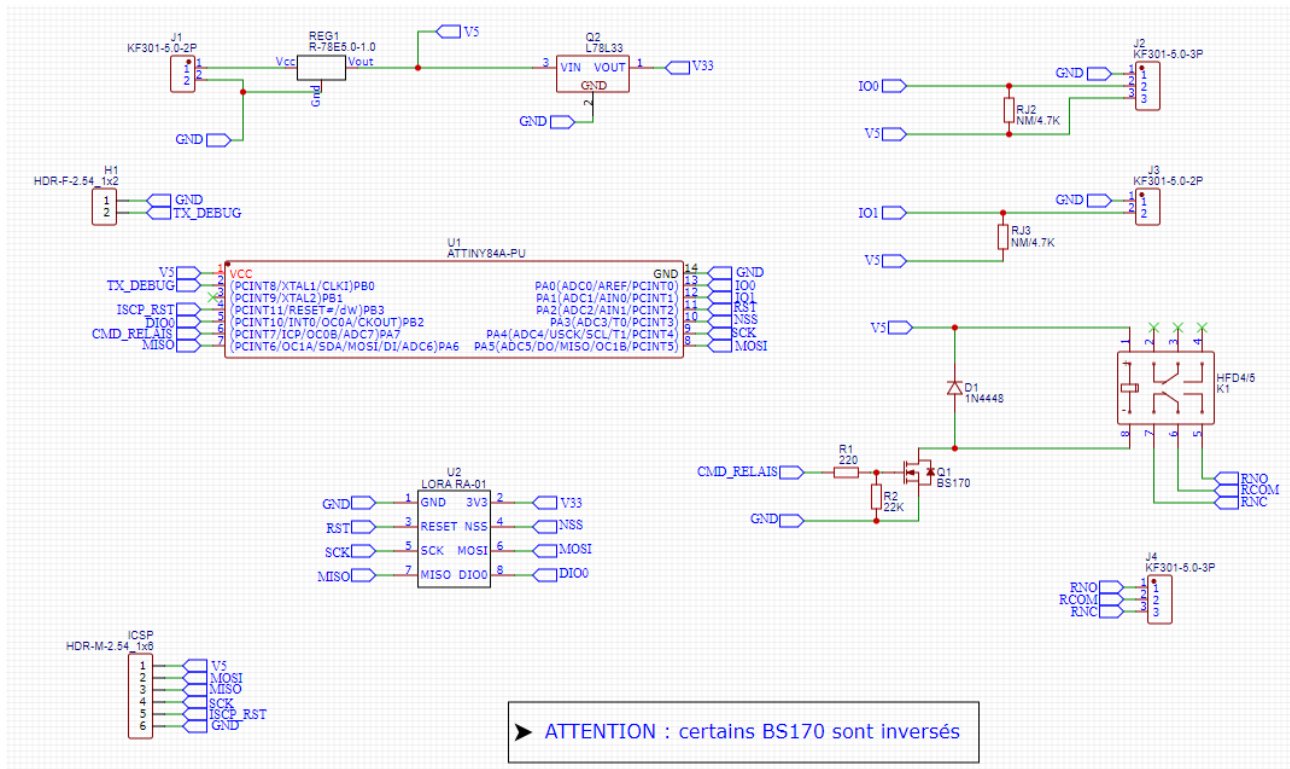 J1
KF301-5.0-2P
1
2
1
2
REG1
R-78E5.0-1.0
Vcc
Vout
Gnd
V5
GND
Q2
L78L33
3
VIN VOUT
1
GND
2
V33
GND
J2
KF301-5.0-3P
GND
IO0
1
2
3
1
2
3
RJ2
NM/4.7K
V5
H1
HDR-F-2.54_1x2
1
2
GND
TX_DEBUG
J3
KF301-5.0-2P
GND
IO1
1
2
1
2
RJ3
NM/4.7K
V5
U1
ATTINY84A-PU
V5 1 VCC
TX_DEBUG 2 (PCINT8/XTAL1/CLKI)PB0
3 (PCINT9/XTAL2)PB1
ISCP_RST 4 (PCINT11/RESET#/dW)PB3
DIO0 5 (PCINT10/INT0/OC0A/CKOUT)PB2
CMD_RELAIS 6 (PCINT7/ICP/OC0B/ADC7)PA7
MISO 7 (PCINT6/OC1A/SDA/MOSI/DI/ADC6)PA6
GND 14 GND
PA0(ADC0/AREF/PCINT0) 13 IO0
PA1(ADC1/AIN0/PCINT1) 12 IO1
PA2(ADC2/AIN1/PCINT2) 11 RST
PA3(ADC3/T0/PCINT3) 10 NSS
PA4(ADC4/USCK/SCL/T1/PCINT4) 9 SCK
PA5(ADC5/DO/MISO/OC1B/PCINT5) 8 MOSI
V5
1
2
3
4
+
-
HFD4/5
K1
D1
1N4448
8
7
6
5
R1
220
CMD_RELAIS
Q1
BS170
R2
22K
GND
RNO
RCOM
RNC
U2
LORA RA-01
GND 1 GND 3V3 2 V33
RST 3 RESET NSS 4 NSS
SCK 5 SCK MOSI 6 MOSI
MISO 7 MISO DIO0 8 DIO0
J4
KF301-5.0-3P
RNO 1 1
RCOM 2 2
RNC 3 3
ICSP
HDR-M-2.54_1x6
1 V5
2 MOSI
3 MISO
4 SCK
5 ISCP_RST
6 GND
➤ ATTENTION : certains BS170 sont inversés